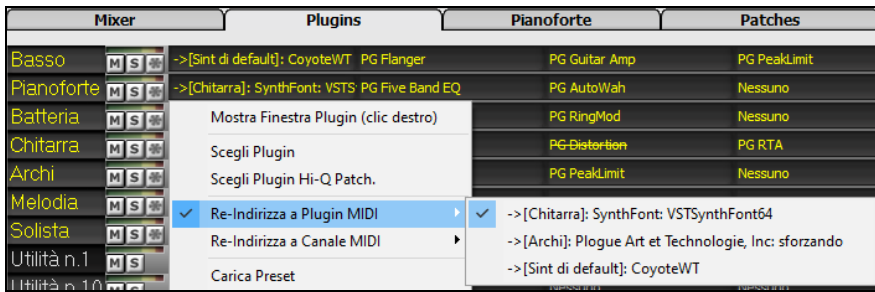 Mixer Plugins Pianoforte Patches
Basso M S ->[Sint di default]: CoyoteWT PG Flanger PG Guitar Amp PG PeakLimit
Pianoforte M S ->[Chitarra]: SynthFont: VSTS PG Five Band EQ PG AutoWah Nessuno
Batteria M S Mostra Finestra Plugin (clic destro) PG RingMod Nessuno
Chitarra M S Scegli Plugin PG Distortion PG RTA
Archi M S Scegli Plugin Hi-Q Patch. PG PeakLimit Nessuno
Melodia M S Re-Indirizza a Plugin MIDI ->[Chitarra]: SynthFont: VSTSynthFont64
Solista M S Re-Indirizza a Canale MIDI ->[Archi]: Plogue Art et Technologie, Inc: sforzando
Utilità n.1 M S Carica Preset ->[Sint di default]: CoyoteWT
Utilità n.10